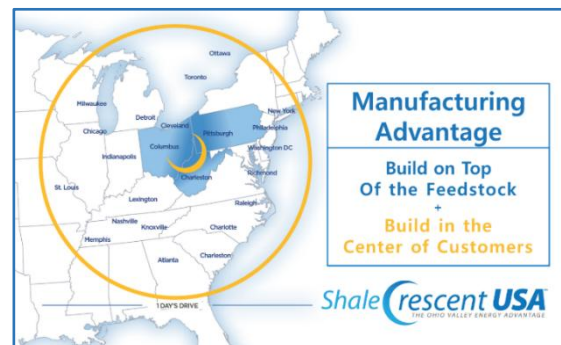 Ottawa
Toronto
Milwaukee
Detroit
Chicago
Cleveland
New York
Pittsburgh
Philadelphia
Columbus
Indianapolis
Washington DC
Charleston
Richmond
St. Louis
Lexington
Raleigh
Nashville
Knoxville
Charlotte
Memphis
Atlanta
Charleston
1 DAY'S DRIVE
Manufacturing
Advantage
Build on Top
Of the Feedstock
+
Build in the
Center of Customers
Shale Crescent USA
THE OHIO VALLEY ENERGY ADVANTAGE